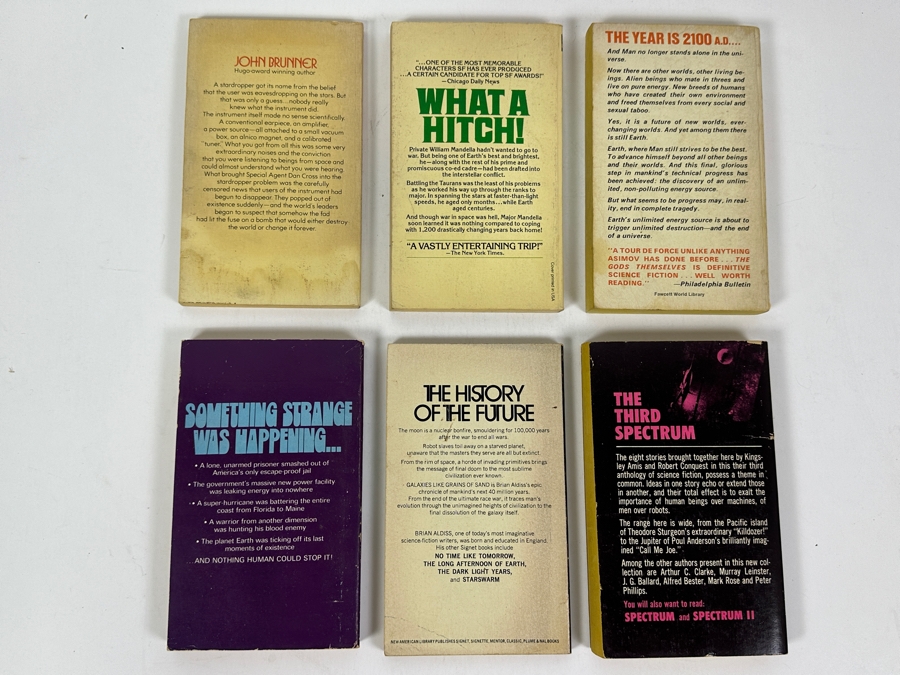 JOHN BRUNNER
Hugo-award winning author
A stardropper got its name from the belief
that the user was eavesdropping on the stars. But
that was only a guess...nobody really
knew what the instrument did.
The instrument itself made no sense scientifically.
A conventional earpiece, an amplifier,
a power source—all attached to a small vacuum
box, an alnico magnet, and a calibrated
'tuner.' What you got from all this was some very
extraordinary noises and the conviction
that you were listening to beings from space and
could almost understand what you were hearing.
What brought Special Agent Dan Cross into the
stardropper problem was the carefully
censored news that users of the instrument had
begun to disappear. They popped out of
existence suddenly—and the world's leaders
began to suspect that somehow the fad
had lit the fuse on a bomb that would either destroy
the world or change it forever.
"...ONE OF THE MOST MEMORABLE
CHARACTERS SF HAS EVER PRODUCED
...A CERTAIN CANDIDATE FOR TOP SF AWARDS!"
—Chicago Daily News
WHAT A
HITCH!
Private William Mandella hadn't wanted to go to
war. But being one of Earth's best and brightest,
he—along with the rest of his prime and
promiscuous co-ed cadre—had been drafted into
the interstellar conflict.
Battling the Taurans was the least of his problems
as he worked his way up through the ranks to
major. In spanning the stars at faster-than-light
speeds, he aged only months...while Earth
aged centuries.
And though war in space was hell, Major Mandella
soon learned it was nothing compared to coping
with 1,200 drastically changing years back home!
"A VASTLY ENTERTAINING TRIP!"
—The New York Times.
Cover printed in USA
THE YEAR IS 2100 A.D....
And Man no longer stands alone in the uni-
verse.
Now there are other worlds, other living be-
ings. Alien beings who mate in threes and
live on pure energy. New breeds of humans
who have created their own environment
and freed themselves from every social and
sexual taboo.
Yes, it is a future of new worlds, ever-
changing worlds. And yet among them there
is still Earth.
Earth, where Man still strives to be the best.
To advance himself beyond all other beings
and their worlds. And this final, glorious
step in mankind's technical progress has
been achieved: the discovery of an unlim-
ited, non-polluting energy source.
But what seems to be progress may, in real-
ity, end in complete tragedy.
Earth's unlimited energy source is about to
trigger unlimited destruction—and the end
of a universe.
"A TOUR DE FORCE UNLIKE ANYTHING
ASIMOV HAS DONE BEFORE...THE
GODS THEMSELVES IS DEFINITIVE
SCIENCE FICTION...WELL WORTH
READING." —Philadelphia Bulletin
Fawcett World Library
SOMETHING STRANGE
WAS HAPPENING...
• A lone, unarmed prisoner smashed out of
America's only escape-proof jail
• The government's massive new power facility
was leaking energy into nowhere
• A super-hurricane was battering the entire
coast from Florida to Maine
• A warrior from another dimension
was hunting his blood enemy
• The planet Earth was ticking off its last
moments of existence
...AND NOTHING HUMAN COULD STOP IT!
THE HISTORY
OF THE FUTURE
The moon is a nuclear bonfire, smouldering for 100,000 years
after the war to end all wars.
Robot slaves toil away on a starved planet,
unaware that the masters they serve are all but extinct.
From the rim of space, a horde of invading primitives brings
the message of final doom to the most sublime
civilization ever known.
GALAXIES LIKE GRAINS OF SAND is Brian Aldiss's epic
chronicle of mankind's next 40 million years.
From the end of the ultimate race war, it traces man's
evolution through the unimagined heights of civilization to the
final dissolution of the galaxy itself.
BRIAN ALDISS, one of today's most imaginative
science-fiction writers, was born and educated in England.
His other Signet books include
NO TIME LIKE TOMORROW,
THE LONG AFTERNOON OF EARTH,
THE DARK LIGHT YEARS,
and STARSWARM
NEW AMERICAN LIBRARY PUBLISHES SIGNET, SIGNETTE, MENTOR, CLASSIC, PLUME & NAL BOOKS
THE
THIRD
SPECTRUM
The eight stories brought together here by Kings-
ley Amis and Robert Conquest in this their third
anthology of science fiction, possess a theme in
common. Ideas in one story echo or extend those
in another, and their total effect is to exalt the
importance of human beings over machines, of
men over robots.
The range here is wide, from the Pacific island
of Theodore Sturgeon's extraordinary "Killdozer!"
to the Jupiter of Poul Anderson's brilliantly imag-
ined "Call Me Joe."
Among the other authors present in this new col-
lection are Arthur C. Clarke, Murray Leinster,
J. G. Ballard, Alfred Bester, Mark Rose and Peter
Phillips.
You will also want to read:
SPECTRUM and SPECTRUM II